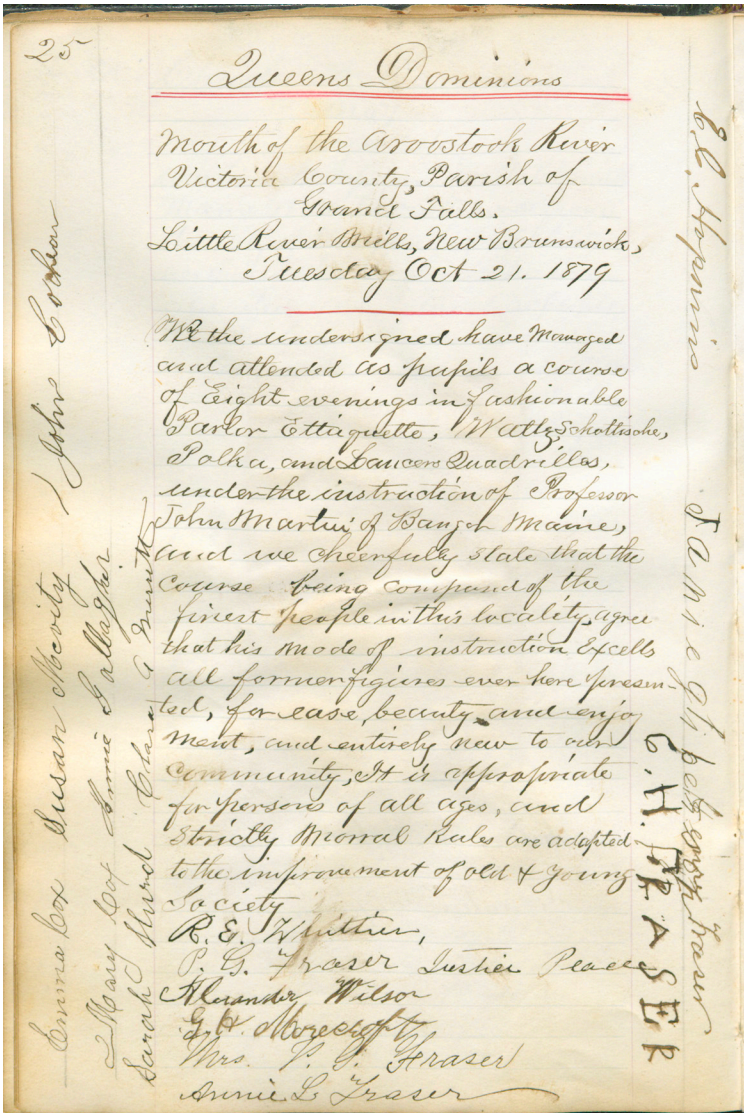 25
Queens Dominions
Mouth of the Aroostook River
Victoria County, Parish of
Grand Falls.
Little River Mills, New Brunswick,
Tuesday Oct 21. 1879
We the undersigned have Managed
and attended as pupils a course
of Eight evenings in fashionable
Parlor Ettiquette, Waltz, Schottische,
Polka, and Lancers Quadrilles,
under the instruction of Professor
John Martin of Bangor Maine,
and we cheerfully state that the
course being composed of the
finest people in this locality, agree
that his mode of instruction Excells
all former figures ever here presen-
ted, for ease, beauty and enjoy
ment, and entirely new to our
community, It is appropriate
for persons of all ages, and
Strictly Morral Rules are adapted
to the improvement of old & young
Society
R. E. Whittier,
P. G. Fraser Justice Peace
Alexander Wilson
G. H. Morecroft
Mrs. P. G. Fraser
Annie L. Fraser
Emma Cox Susan Mcvity John Cochran
Mary Cox Annie Gallagher
Sarah Hurd Clara A Merritt
E. C.
Fraser
G. H. FRASER